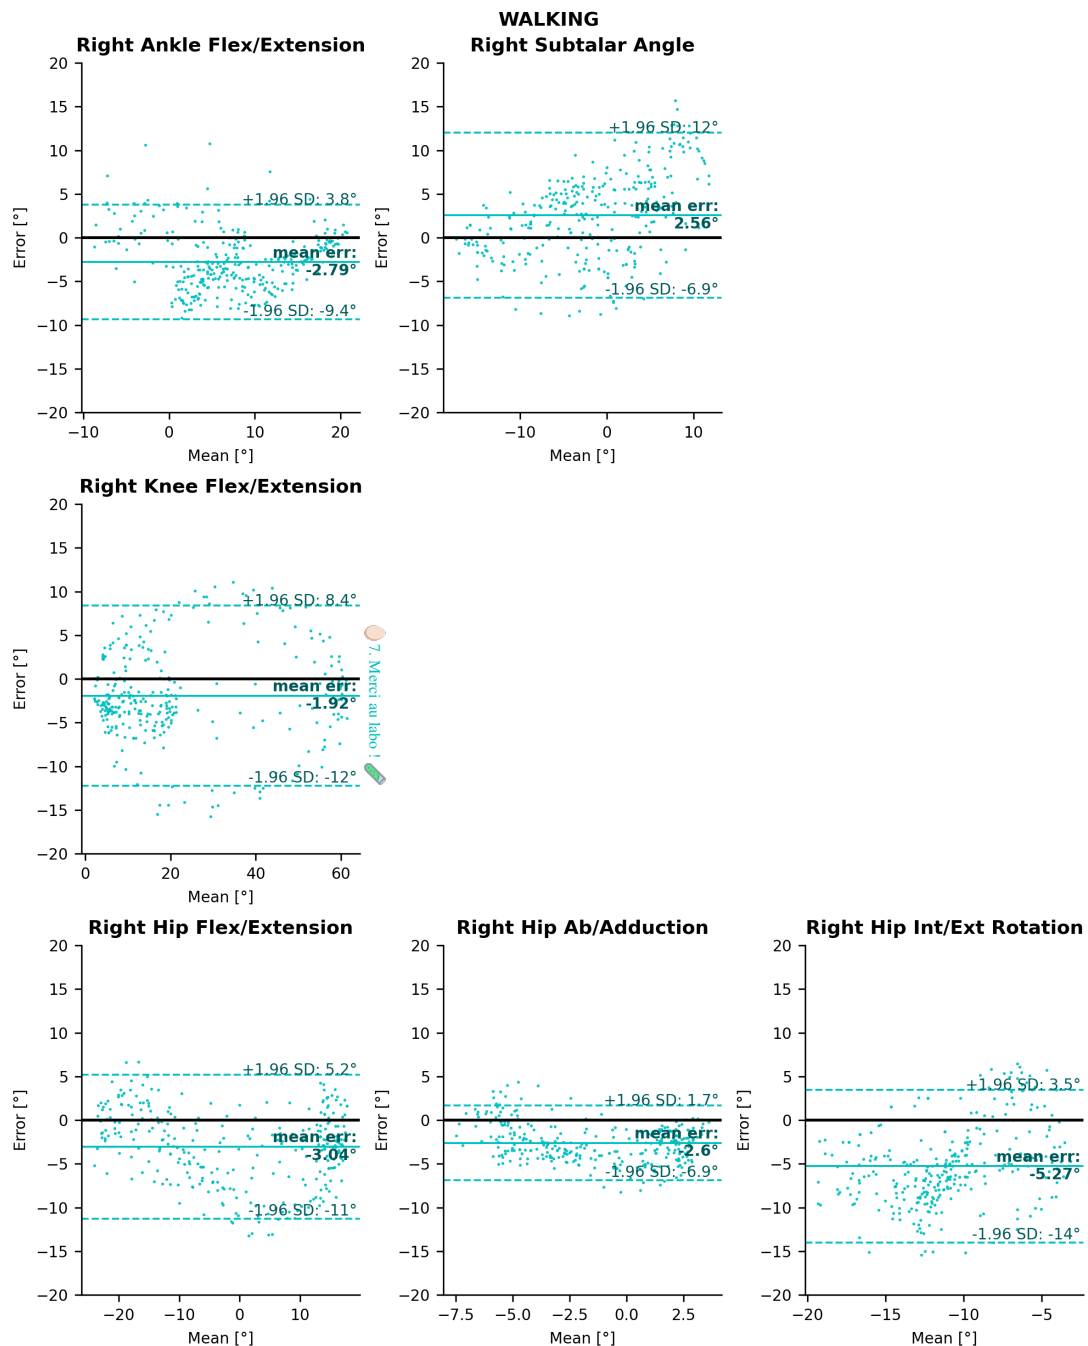 WALKING
Right Ankle Flex/Extension
20
15
10
5
0
−5
−10
−15
−20
Error [°]
+1.96 SD: 3.8°
mean err:
-2.79°
-1.96 SD: -9.4°
−10 0 10 20
Mean [°]
Right Subtalar Angle
20
15
10
5
0
−5
−10
−15
−20
Error [°]
+1.96 SD: 12°
mean err:
2.56°
-1.96 SD: -6.9°
−10 0 10
Mean [°]
Right Knee Flex/Extension
20
15
10
5
0
−5
−10
−15
−20
Error [°]
+1.96 SD: 8.4°
mean err:
-1.92°
-1.96 SD: -12°
0 20 40 60
Mean [°]
7. Merci au labo !
Right Hip Flex/Extension
20
15
10
5
0
−5
−10
−15
−20
Error [°]
+1.96 SD: 5.2°
mean err:
-3.04°
-1.96 SD: -11°
−20 −10 0 10
Mean [°]
Right Hip Ab/Adduction
20
15
10
5
0
−5
−10
−15
−20
Error [°]
+1.96 SD: 1.7°
mean err:
-2.6°
-1.96 SD: -6.9°
−7.5 −5.0 −2.5 0.0 2.5
Mean [°]
Right Hip Int/Ext Rotation
20
15
10
5
0
−5
−10
−15
−20
Error [°]
+1.96 SD: 3.5°
mean err:
-5.27°
-1.96 SD: -14°
−20 −15 −10 −5
Mean [°]